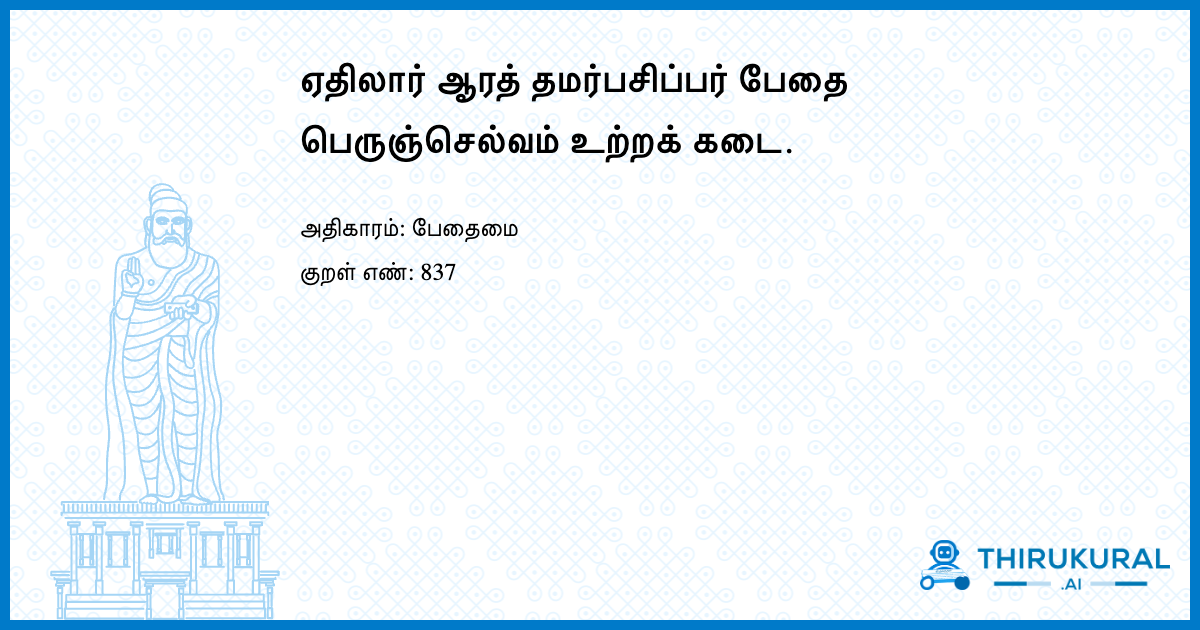 ஏதிலார் ஆரத் தமர்பசிப்பர் பேதை
பெருஞ்செல்வம் உற்றக் கடை.
அதிகாரம்: பேதைமை
குறள் எண்: 837
THIRUKURAL
.AI